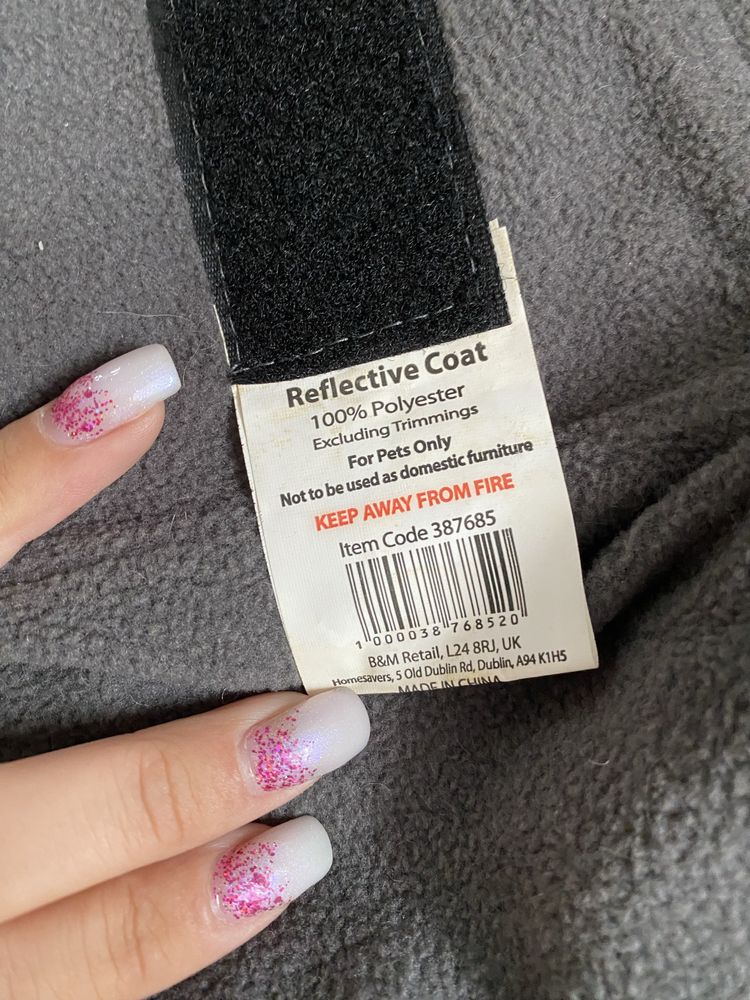 Reflective Coat
100% Polyester
Excluding Trimmings
For Pets Only
Not to be used as domestic furniture
KEEP AWAY FROM FIRE
Item Code 387685
1 000038 768520
B&M Retail, L24 8RJ, UK
Homesavers, 5 Old Dublin Rd, Dublin, A94 K1H5
MADE IN CHINA